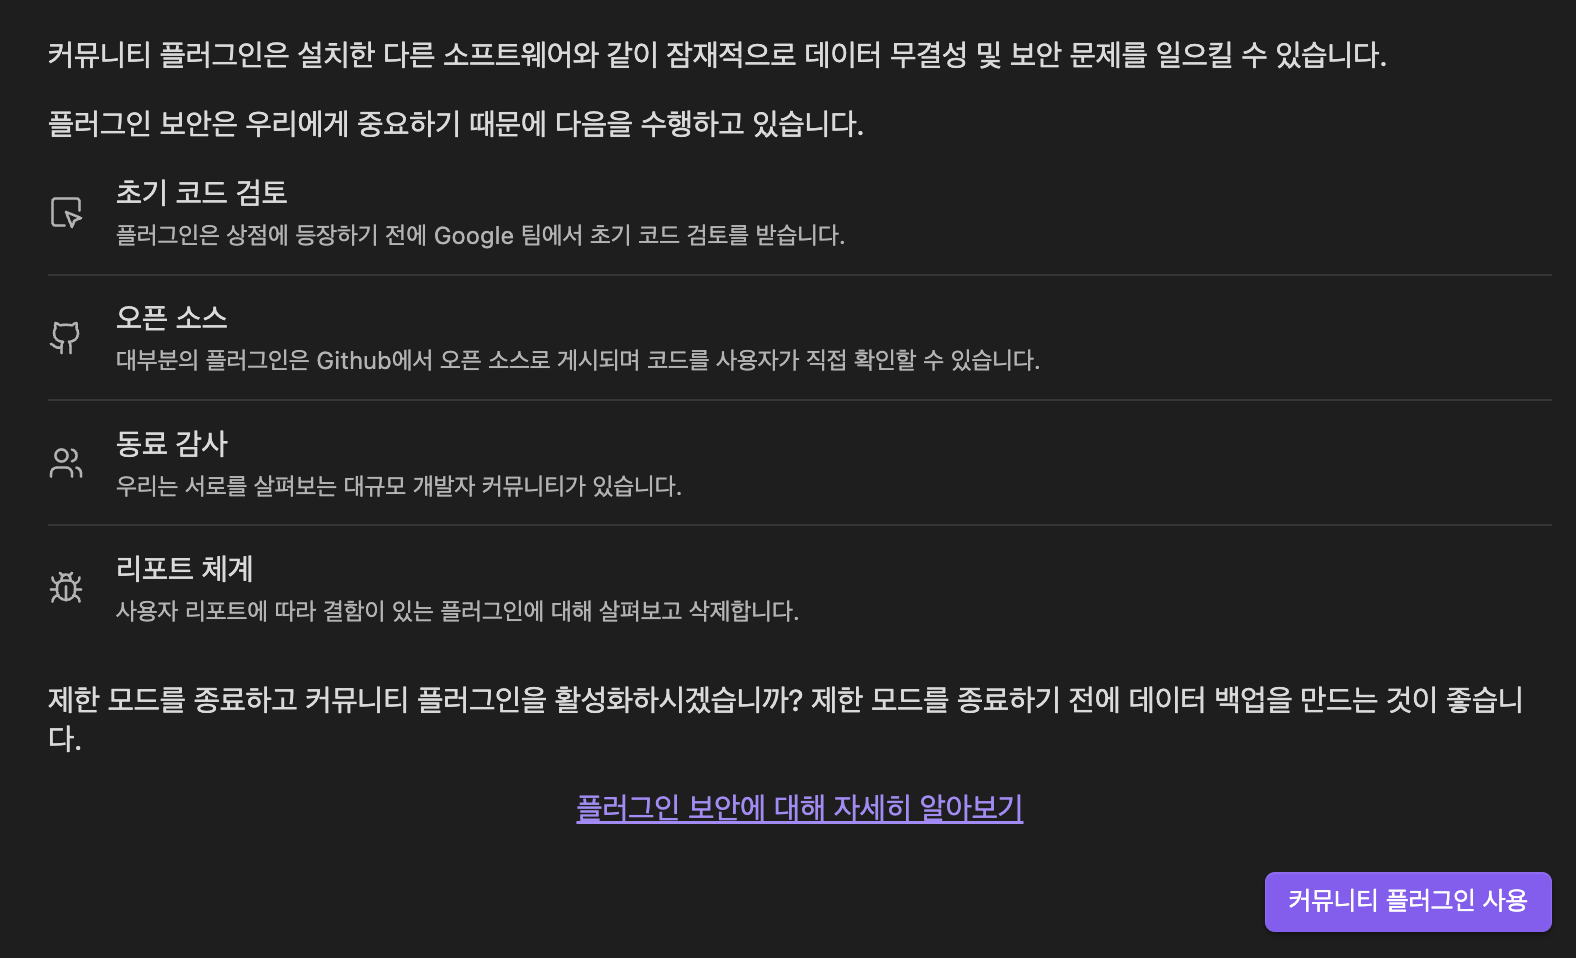 커뮤니티 플러그인은 설치한 다른 소프트웨어와 같이 잠재적으로 데이터 무결성 및 보안 문제를 일으킬 수 있습니다.
플러그인 보안은 우리에게 중요하기 때문에 다음을 수행하고 있습니다.
초기 코드 검토
플러그인은 상점에 등장하기 전에 Google 팀에서 초기 코드 검토를 받습니다.
오픈 소스
대부분의 플러그인은 Github에서 오픈 소스로 게시되며 코드를 사용자가 직접 확인할 수 있습니다.
동료 감사
우리는 서로를 살펴보는 대규모 개발자 커뮤니티가 있습니다.
리포트 체계
사용자 리포트에 따라 결함이 있는 플러그인에 대해 살펴보고 삭제합니다.
제한 모드를 종료하고 커뮤니티 플러그인을 활성화하시겠습니까? 제한 모드를 종료하기 전에 데이터 백업을 만드는 것이 좋습니
다.
플러그인 보안에 대해 자세히 알아보기
커뮤니티 플러그인 사용